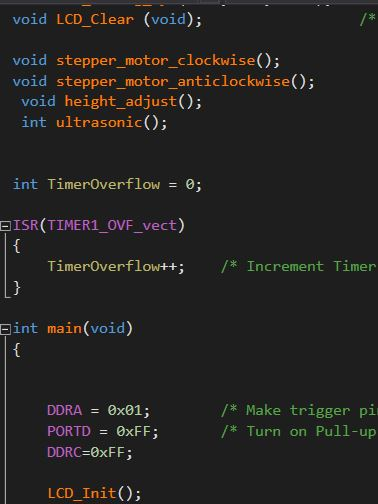 void LCD_Clear (void); /*
void stepper_motor_clockwise();
void stepper_motor_anticlockwise();
void height_adjust();
int ultrasonic();
int TimerOverflow = 0;
ISR(TIMER1_OVF_vect)
{
TimerOverflow++; /* Increment Timer
}
int main(void)
{
DDRA = 0x01; /* Make trigger pi
PORTD = 0xFF; /* Turn on Pull-up
DDRC=0xFF;
LCD_Init();